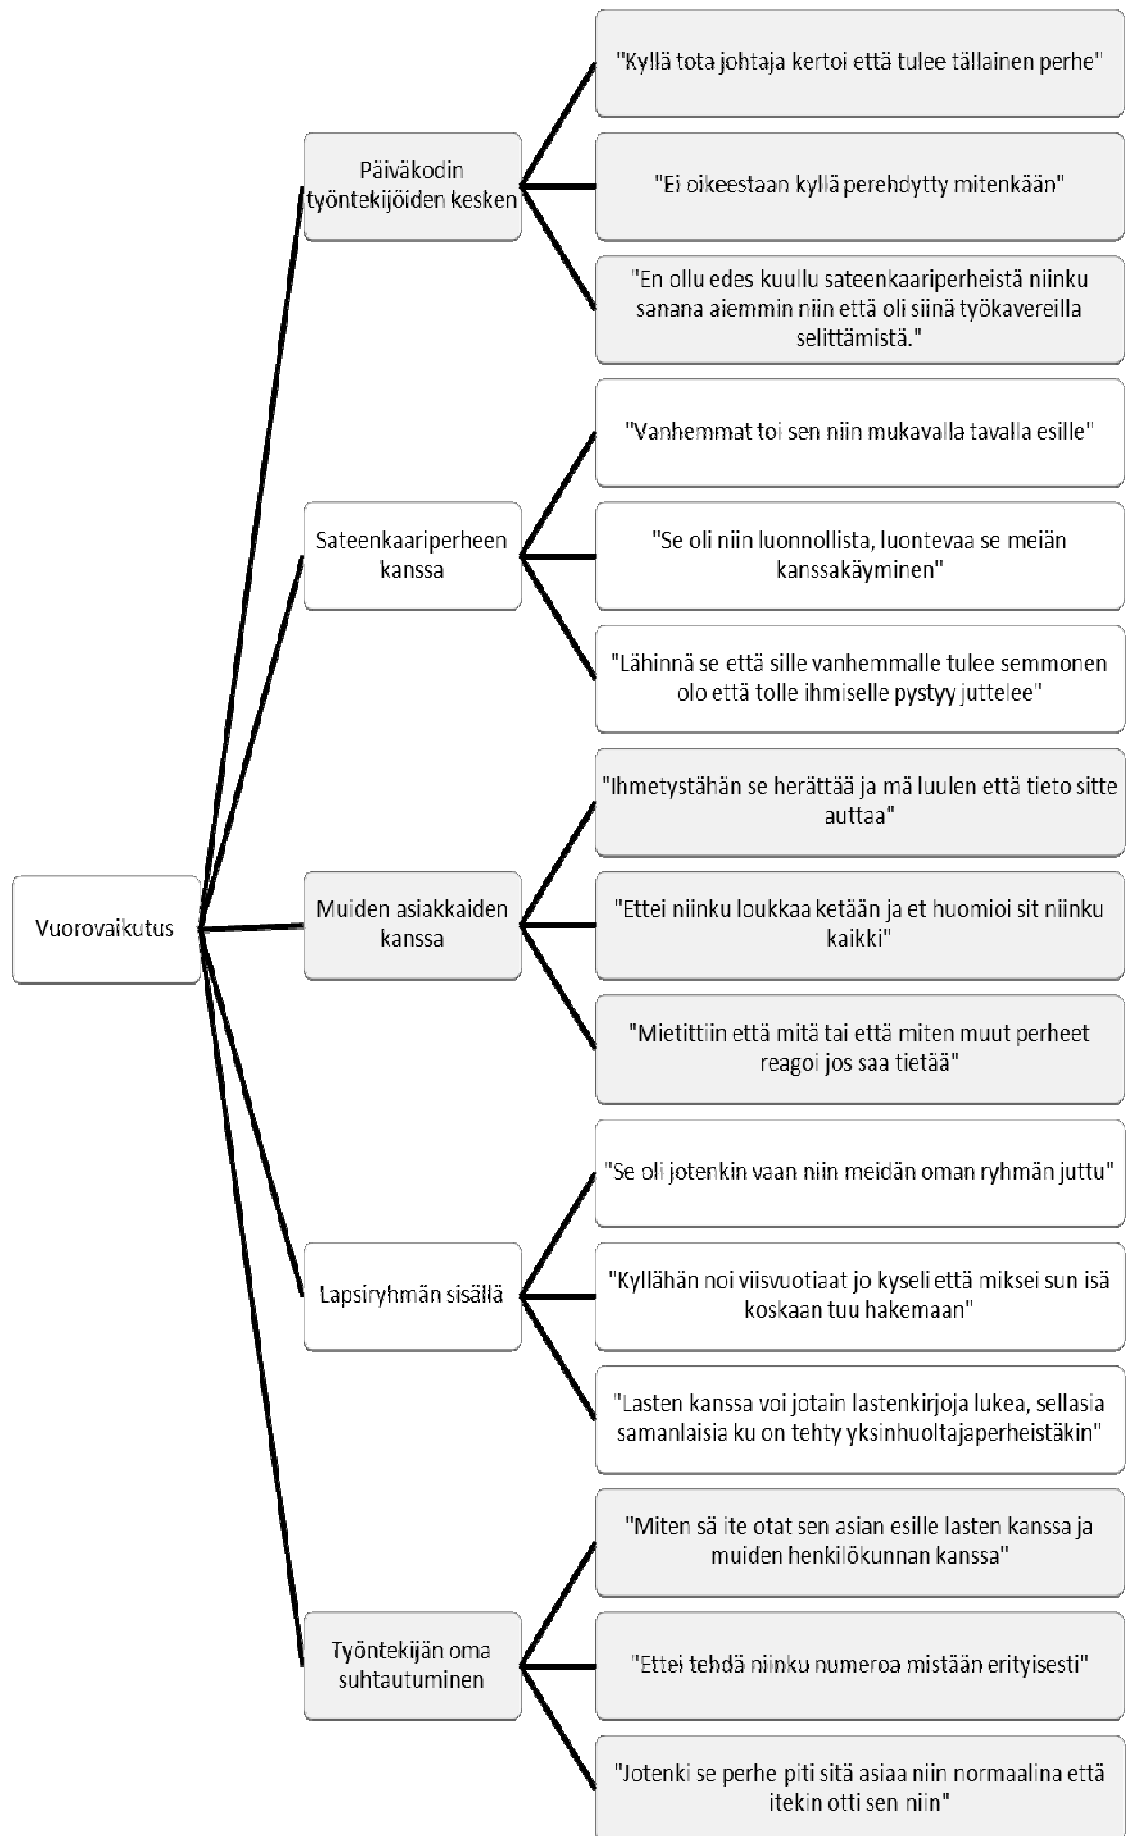 "Kyllä tota johtaja kertoi että tulee tällainen perhe"
Päiväkodin
työntekijöiden kesken
"Ei oikeestaan kyllä perehdytty mitenkään"
"En ollu edes kuullu sateenkaariperheistä niinku
sanana aiemmin niin että oli siinä työkavereilla
selittämistä."
"Vanhemmat toi sen niin mukavalla tavalla esille"
Sateenkaariperheen
kanssa
"Se oli niin luonnollista, luontevaa se meiän
kanssakäyminen"
"Lähinnä se että sille vanhemmalle tulee semmonen
olo että tolle ihmiselle pystyy juttelee"
"Ihmetystähän se herättää ja mä luulen että tieto sitte
auttaa"
Vuorovaikutus
Muiden asiakkaiden
kanssa
"Ettei niinku loukkaa ketään ja et huomioi sit niinku
kaikki"
"Mietittiin että mitä tai että miten muut perheet
reagoi jos saa tietää"
"Se oli jotenkin vaan niin meidän oman ryhmän juttu"
Lapsiryhmän sisällä
"Kyllähän noi viisvuotiaat jo kyseli että miksei sun isä
koskaan tuu hakemaan"
"Lasten kanssa voi jotain lastenkirjoja lukea, sellasia
samanlaisia ku on tehty yksinhuoltajaperheistäkin"
"Miten sä ite otat sen asian esille lasten kanssa ja
muiden henkilökunnan kanssa"
Työntekijän oma
suhtautuminen
"Ettei tehdä niinku numeroa mistään erityisesti"
"Jotenki se perhe piti sitä asiaa niin normaalina että
itekin otti sen niin"